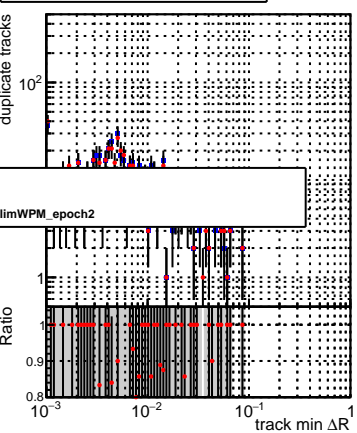 duplicate tracks
10²
limWPM_epoch2
1
Ratio
1
0.9
0.8
10⁻³ 10⁻² 10⁻¹ 1
track min ΔR